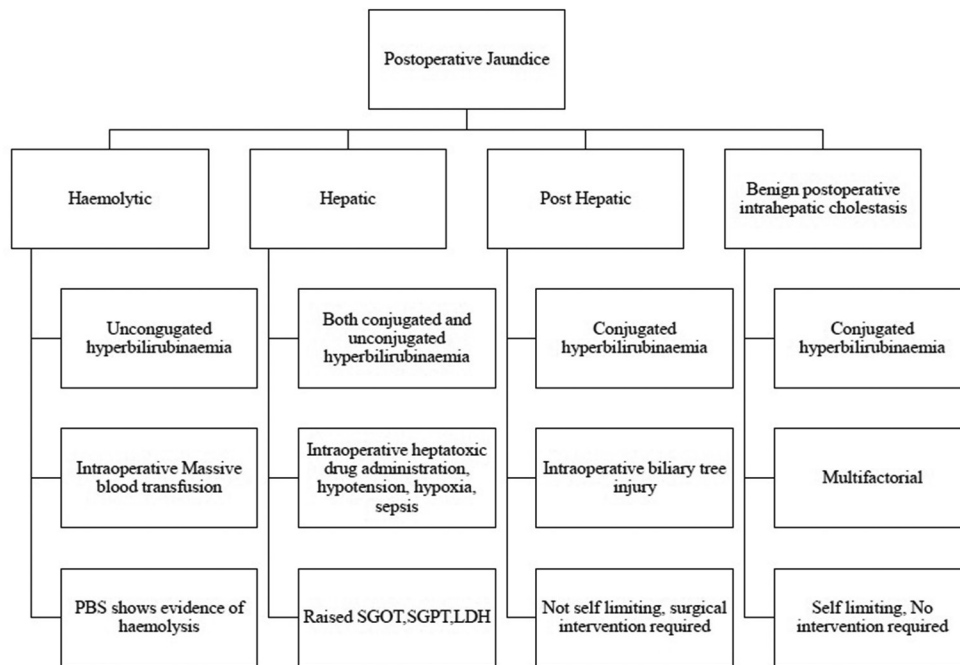 Postoperative Jaundice
Haemolytic
Hepatic
Post Hepatic
Benign postoperative
intrahepatic cholestasis
Uncongugated
hyperbilirubinaemia
Both conjugated and
unconjugated
hyperbilirubinaemia
Conjugated
hyperbilirubinaemia
Conjugated
hyperbilirubinaemia
Intraoperative Massive
blood transfusion
Intraoperative heptatoxic
drug administration,
hypotension, hypoxia,
sepsis
Intraoperative biliary tree
injury
Multifactorial
PBS shows evidence of
haemolysis
Raised SGOT,SGPT,LDH
Not self limiting, surgical
intervention required
Self limiting, No
intervention required